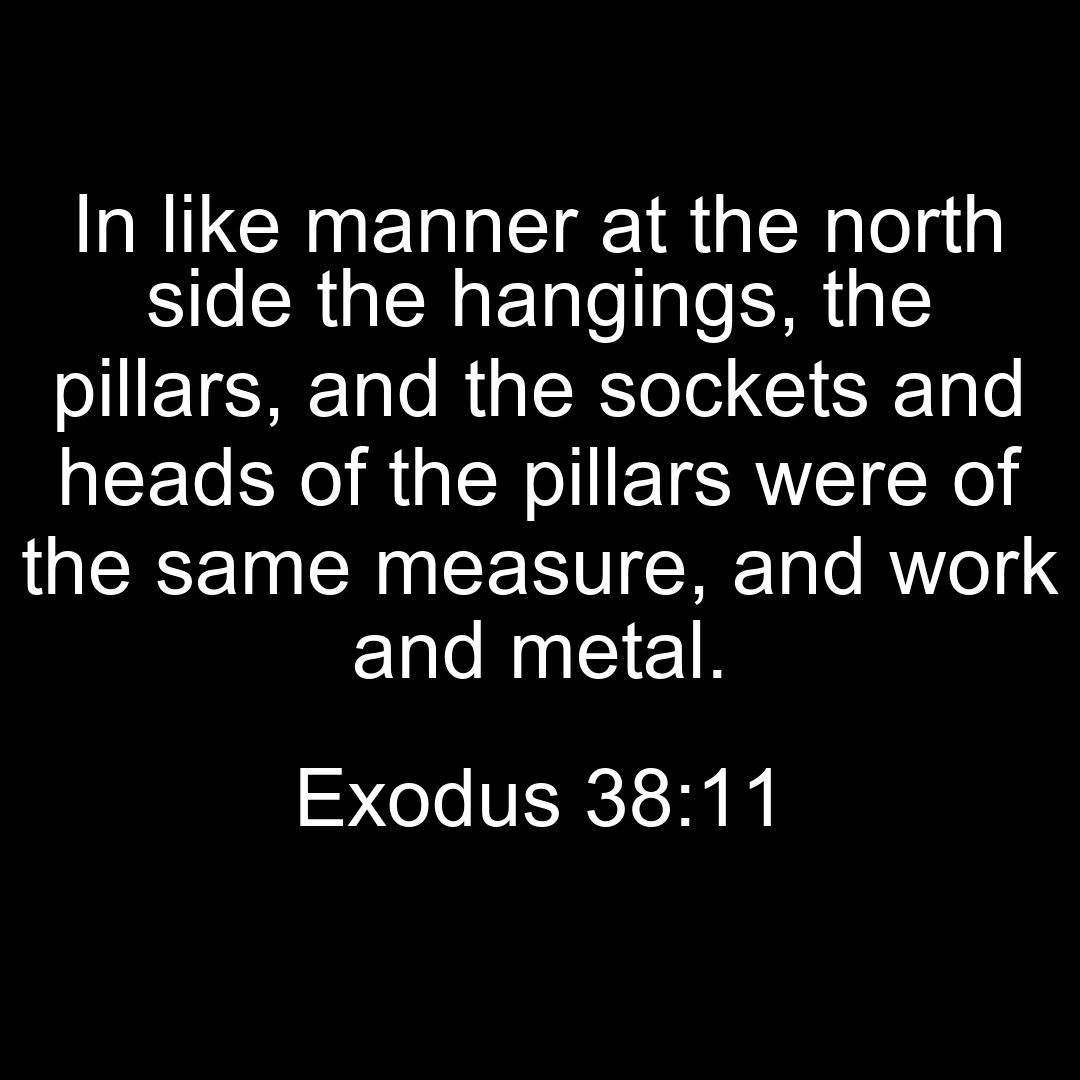 In like manner at the north
side the hangings, the
pillars, and the sockets and
heads of the pillars were of
the same measure, and work
and metal.
Exodus 38:11